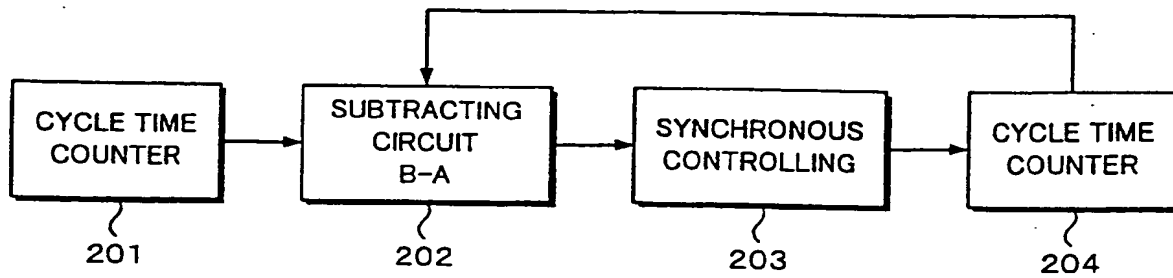 CYCLE TIME
COUNTER
201
SUBTRACTING
CIRCUIT
B-A
202
SYNCHRONOUS
CONTROLLING
203
CYCLE TIME
COUNTER
204